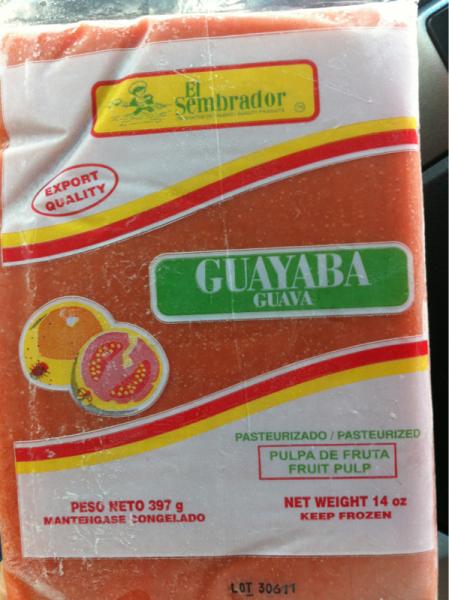 El
Sembrador
EXPORT
QUALITY
GUAYABA
GUAVA
PASTEURIZADO / PASTEURIZED
PULPA DE FRUTA
FRUIT PULP
PESO NETO 397 g
MANTENGASE CONGELADO
NET WEIGHT 14 oz
KEEP FROZEN
LOT 30611